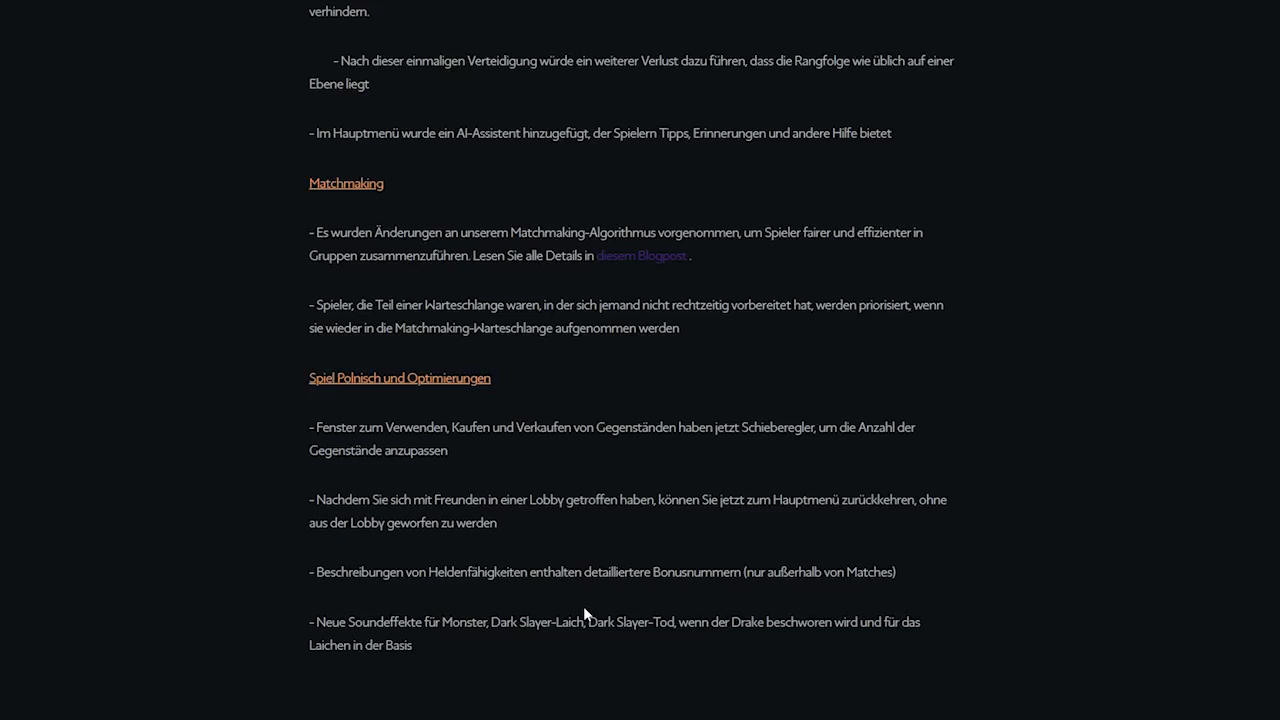 verhindern.
- Nach dieser einmaligen Verteidigung würde ein weiterer Verlust dazu führen, dass die Rangfolge wie üblich auf einer
Ebene liegt
- Im Hauptmenü wurde ein AI-Assistent hinzugefügt, der Spielern Tipps, Erinnerungen und andere Hilfe bietet
Matchmaking
- Es wurden Änderungen an unserem Matchmaking-Algorithmus vorgenommen, um Spieler fairer und effizienter in
Gruppen zusammenzuführen. Lesen Sie alle Details in diesem Blogpost .
- Spieler, die Teil einer Warteschlange waren, in der sich jemand nicht rechtzeitig vorbereitet hat, werden priorisiert, wenn
sie wieder in die Matchmaking-Warteschlange aufgenommen werden
Spiel Polnisch und Optimierungen
- Fenster zum Verwenden, Kaufen und Verkaufen von Gegenständen haben jetzt Schieberegler, um die Anzahl der
Gegenstände anzupassen
- Nachdem Sie sich mit Freunden in einer Lobby getroffen haben, können Sie jetzt zum Hauptmenü zurückkehren, ohne
aus der Lobby geworfen zu werden
- Beschreibungen von Heldenfähigkeiten enthalten detailliertere Bonusnummern (nur außerhalb von Matches)
- Neue Soundeffekte für Monster, Dark Slayer-Laich, Dark Slayer-Tod, wenn der Drake beschworen wird und für das
Laichen in der Basis